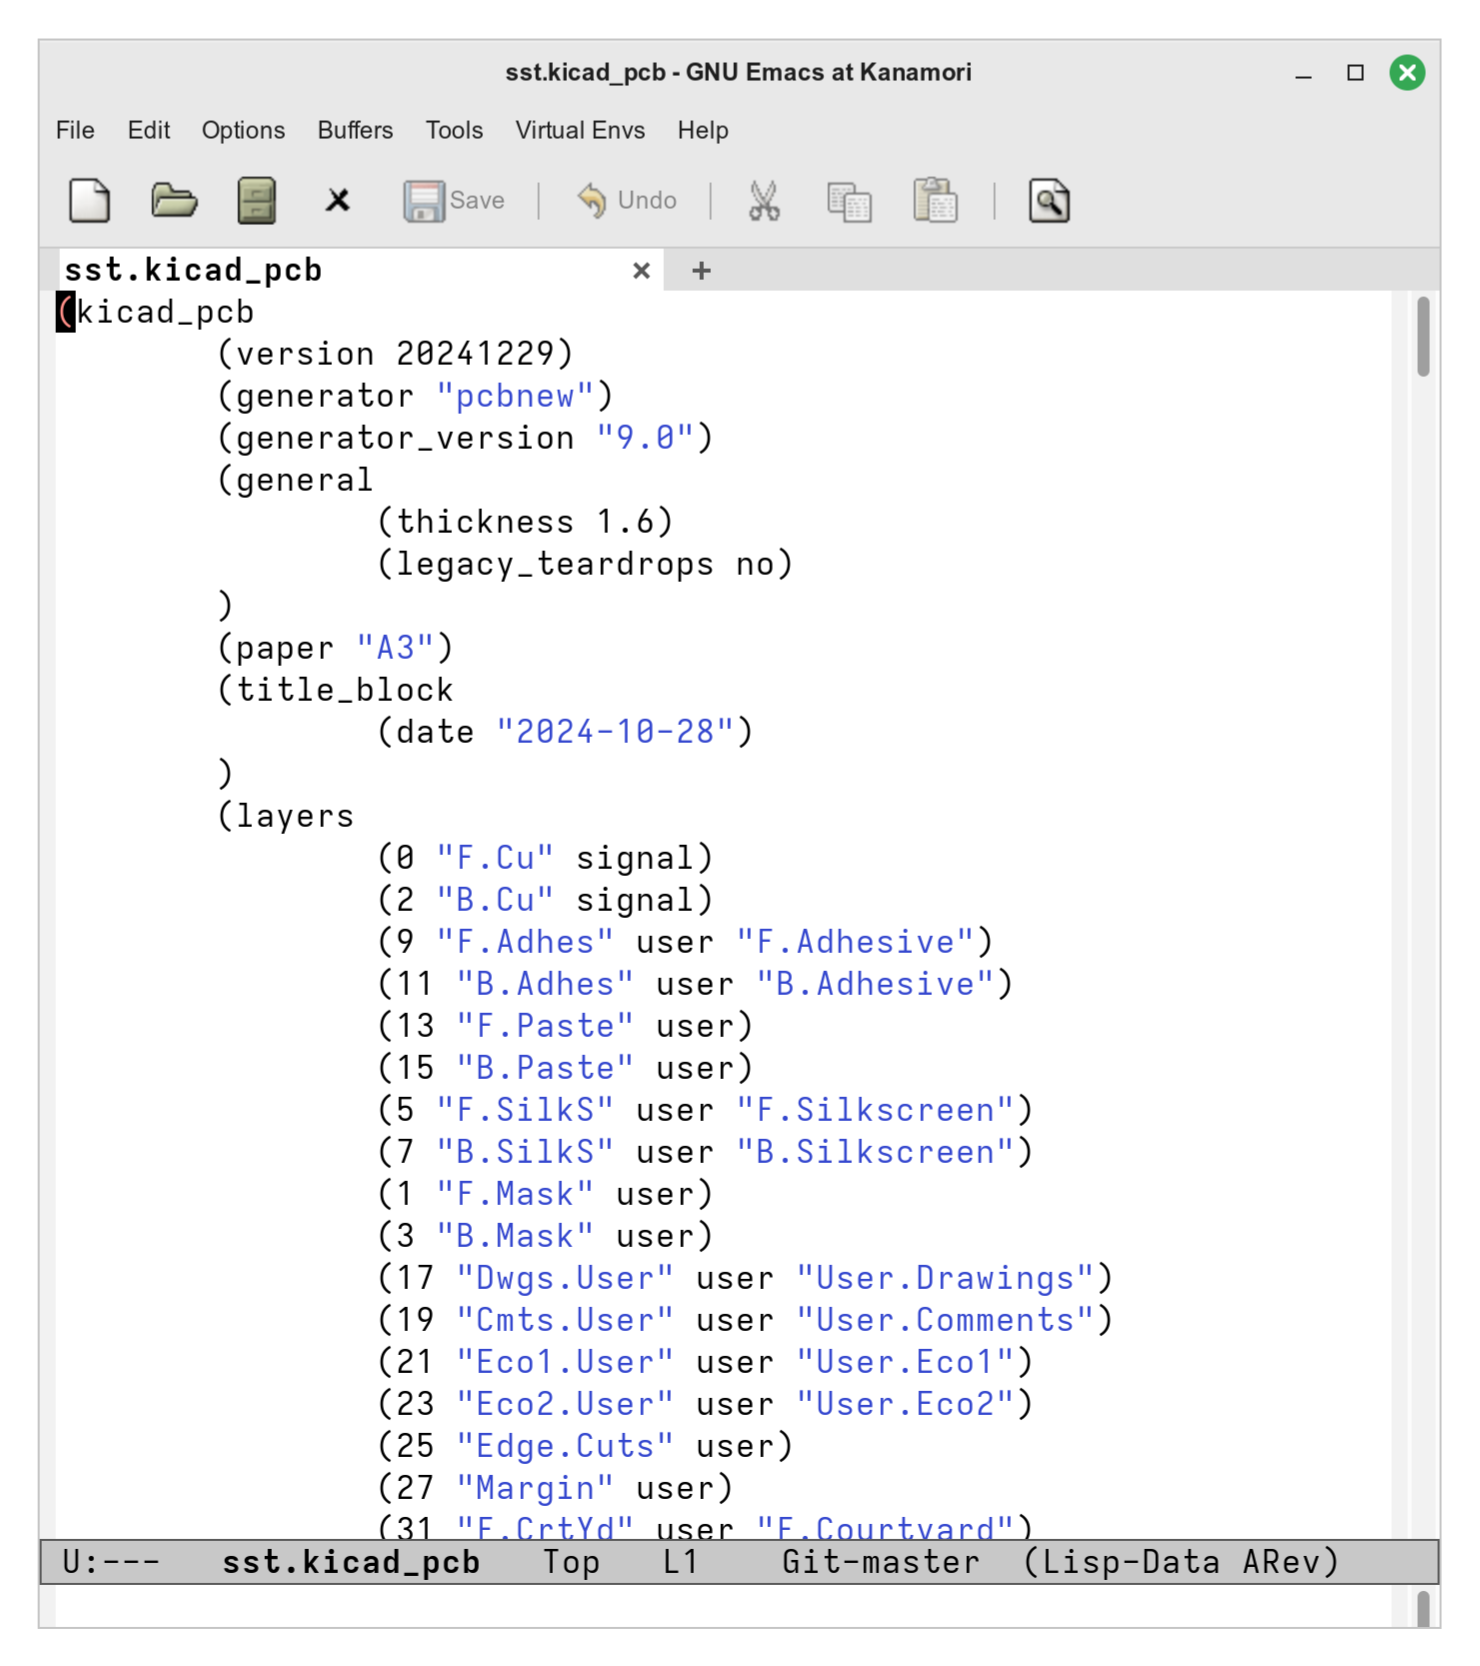 sst.kicad_pcb - GNU Emacs at Kanamori
File Edit Options Buffers Tools Virtual Envs Help
Save Undo
sst.kicad_pcb × +
(kicad_pcb
(version 20241229)
(generator "pcbnew")
(generator_version "9.0")
(general
(thickness 1.6)
(legacy_teardrops no)
)
(paper "A3")
(title_block
(date "2024-10-28")
)
(layers
(0 "F.Cu" signal)
(2 "B.Cu" signal)
(9 "F.Adhes" user "F.Adhesive")
(11 "B.Adhes" user "B.Adhesive")
(13 "F.Paste" user)
(15 "B.Paste" user)
(5 "F.SilkS" user "F.Silkscreen")
(7 "B.SilkS" user "B.Silkscreen")
(1 "F.Mask" user)
(3 "B.Mask" user)
(17 "Dwgs.User" user "User.Drawings")
(19 "Cmts.User" user "User.Comments")
(21 "Eco1.User" user "User.Eco1")
(23 "Eco2.User" user "User.Eco2")
(25 "Edge.Cuts" user)
(27 "Margin" user)
(31 "F.CrtYd" user "F.Courtyard")
U:--- sst.kicad_pcb Top L1 Git-master (Lisp-Data ARev)